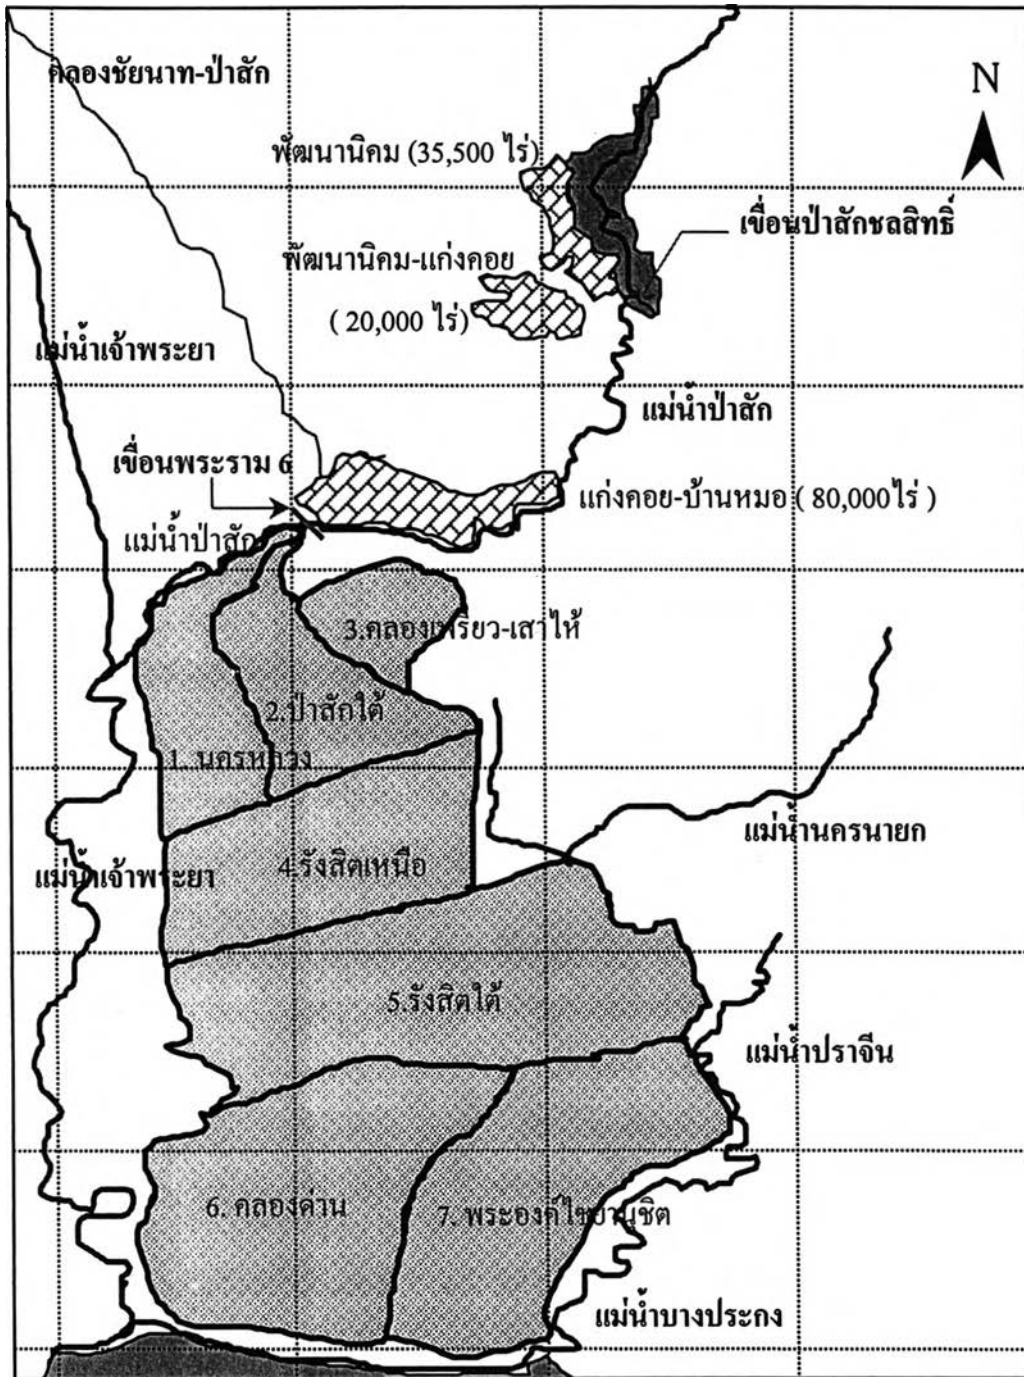 คลองชัยนาท-ป่าสัก
N
พัฒนานิคม (35,500 ไร่)
เขื่อนป่าสักชลสิทธิ์
พัฒนานิคม-แก่งคอย
( 20,000 ไร่)
แม่น้ำเจ้าพระยา
แม่น้ำป่าสัก
เขื่อนพระราม 6
แก่งคอย-บ้านหมอ ( 80,000ไร่ )
แม่น้ำป่าสัก
3.คลองเพรียว-เสาไห้
2.ป่าสักใต้
1. นครหลวง
แม่น้ำนครนายก
4.รังสิตเหนือ
แม่น้ำเจ้าพระยา
5.รังสิตใต้
แม่น้ำปราจีน
6. คลองด่าน
7. พระองค์ไชยานุชิต
แม่น้ำบางประกง